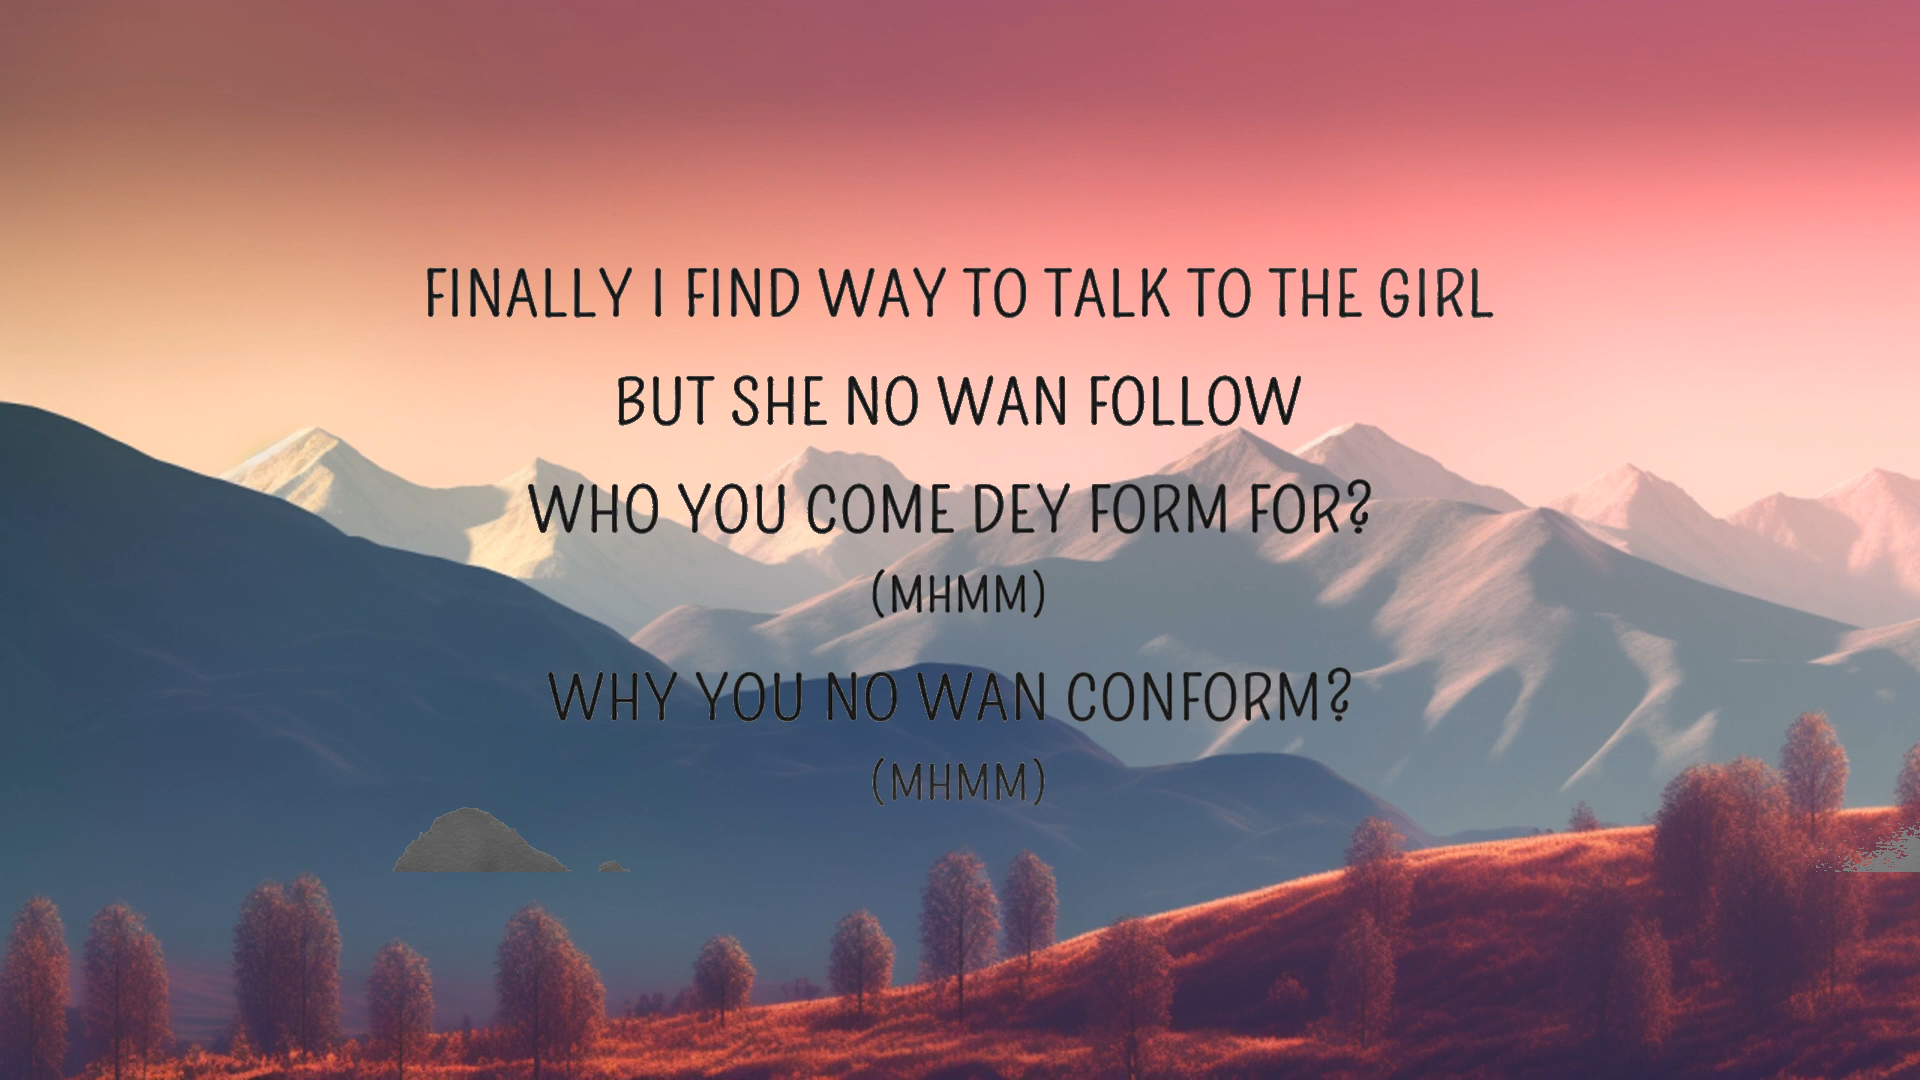 FINALLY I FIND WAY TO TALK TO THE GIRL
BUT SHE NO WAN FOLLOW
WHO YOU COME DEY FORM FOR?
(MHMM)
WHY YOU NO WAN CONFORM?
(MHMM)